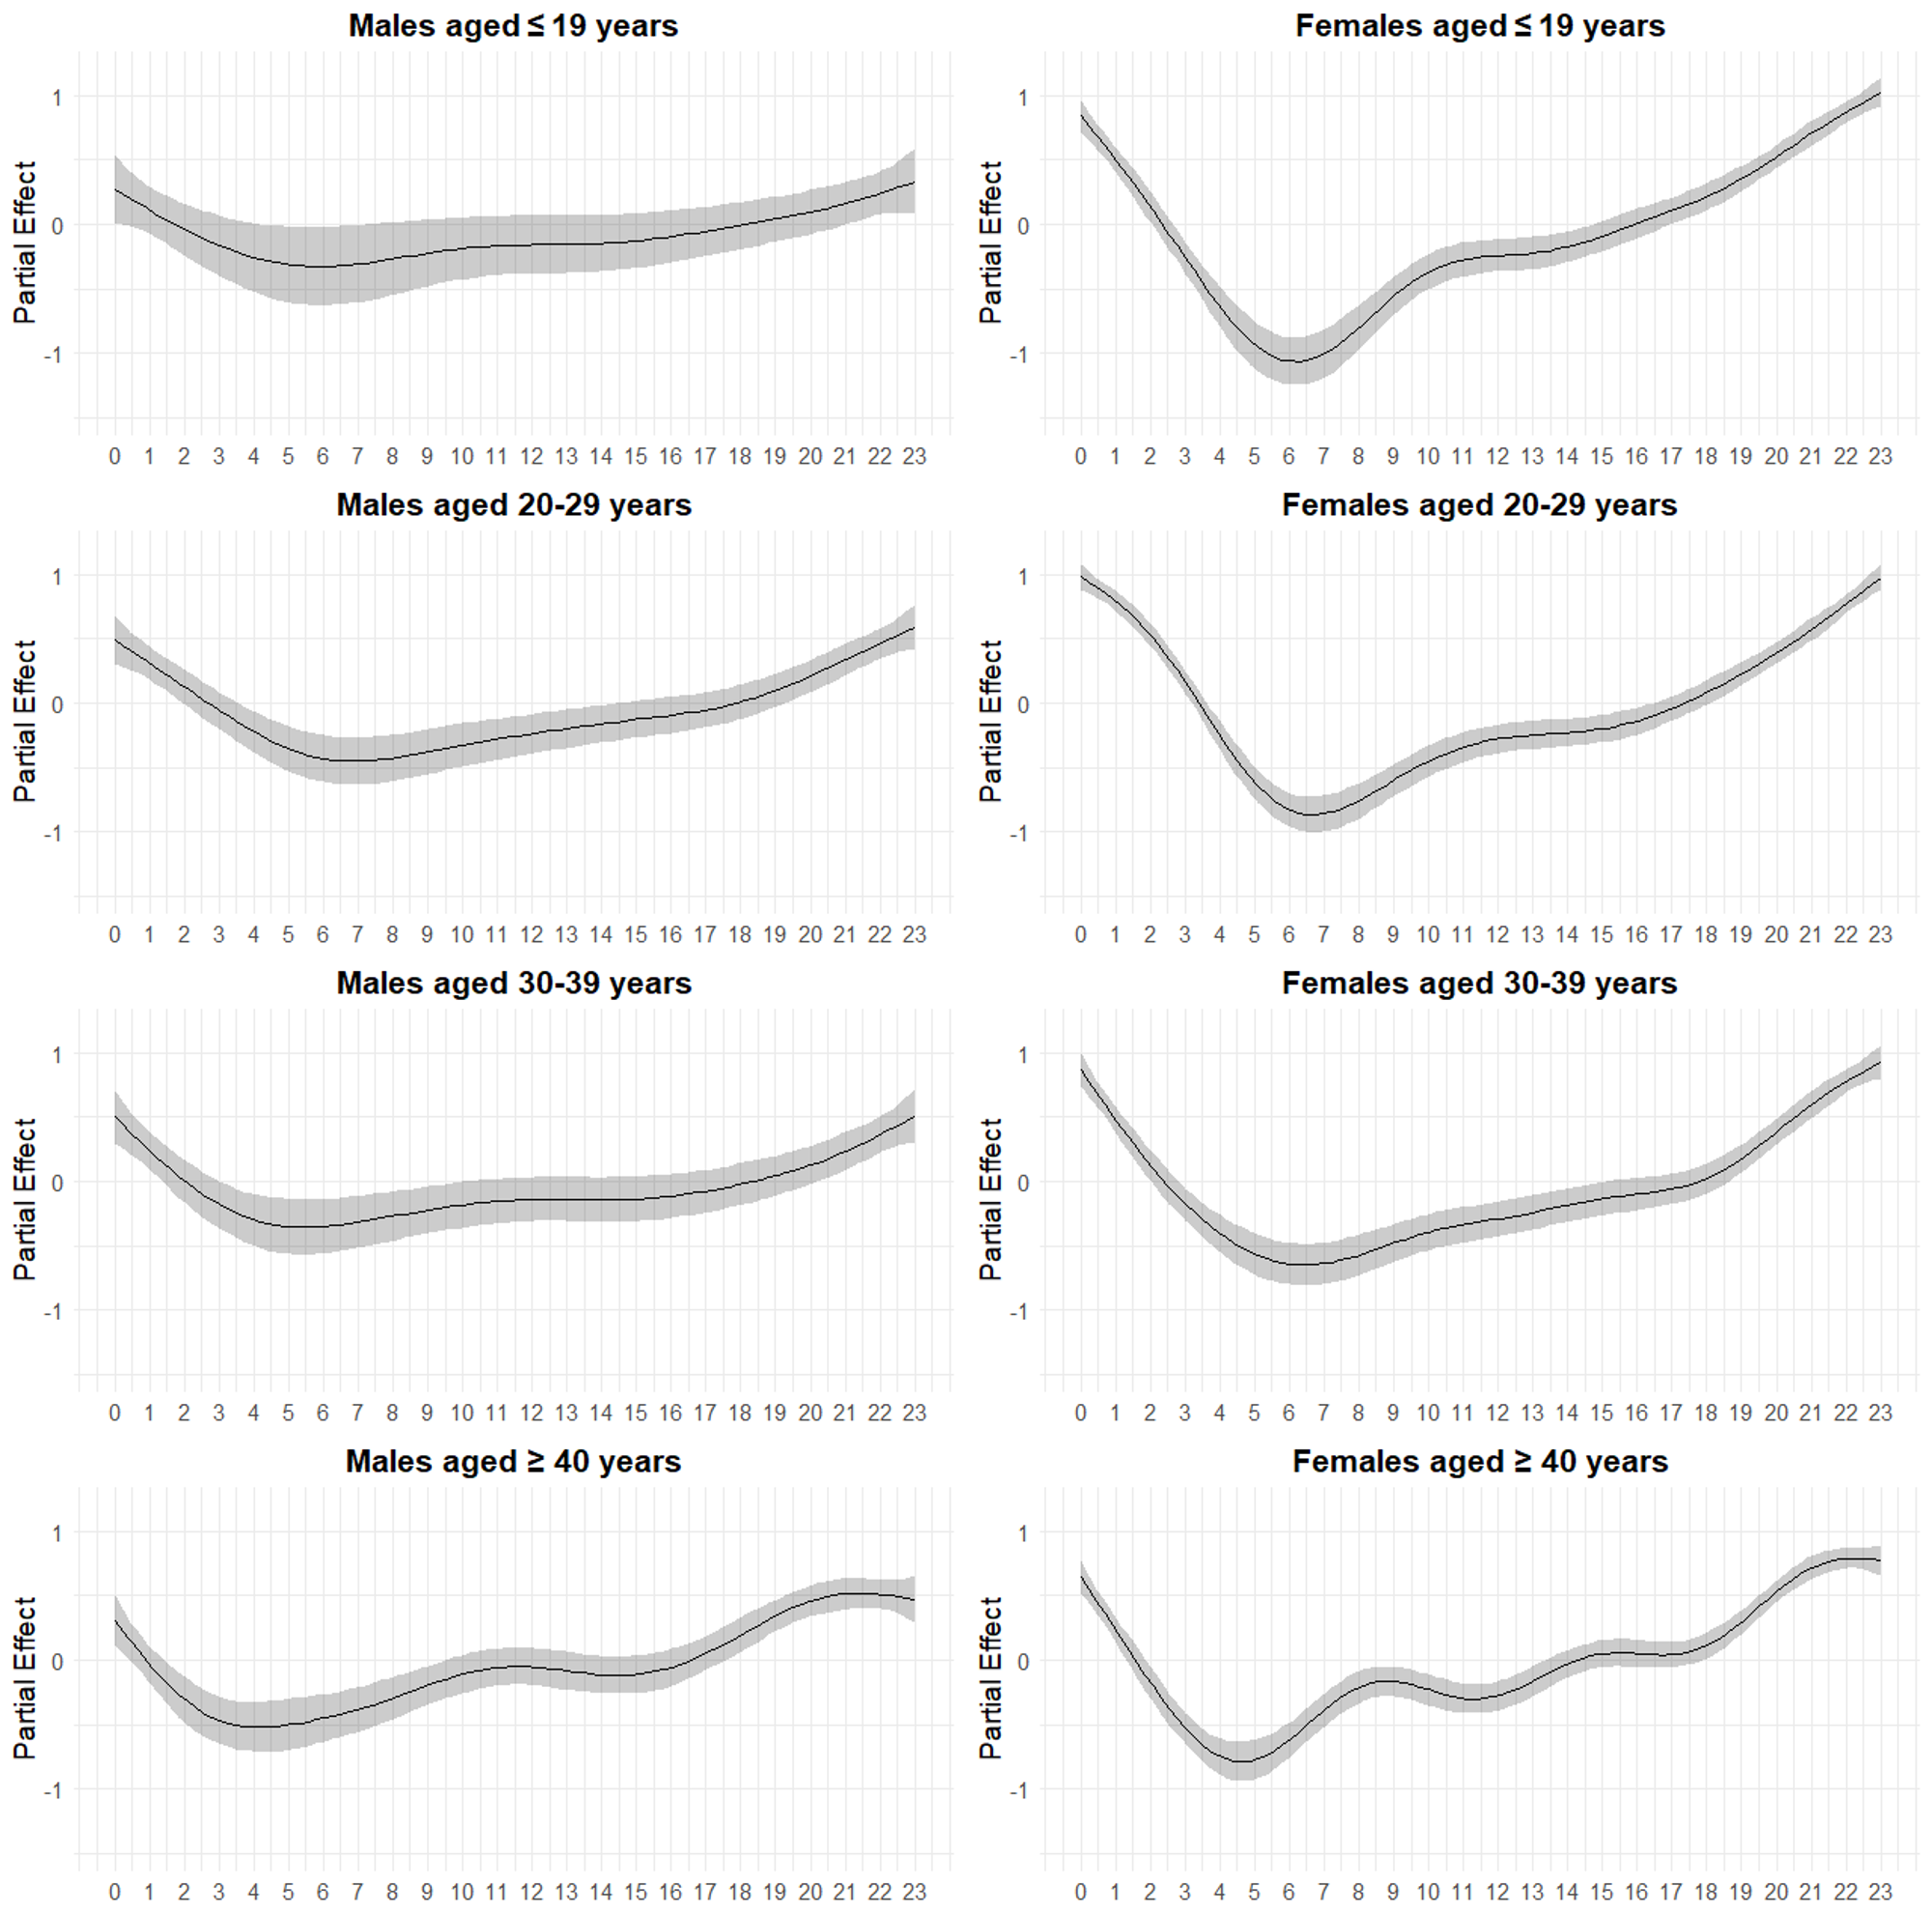 Males aged ≤ 19 years
Partial Effect
1
0
-1
0 1 2 3 4 5 6 7 8 9 10 11 12 13 14 15 16 17 18 19 20 21 22 23
Females aged ≤ 19 years
Partial Effect
1
0
-1
0 1 2 3 4 5 6 7 8 9 10 11 12 13 14 15 16 17 18 19 20 21 22 23
Males aged 20-29 years
Partial Effect
1
0
-1
0 1 2 3 4 5 6 7 8 9 10 11 12 13 14 15 16 17 18 19 20 21 22 23
Females aged 20-29 years
Partial Effect
1
0
-1
0 1 2 3 4 5 6 7 8 9 10 11 12 13 14 15 16 17 18 19 20 21 22 23
Males aged 30-39 years
Partial Effect
1
0
-1
0 1 2 3 4 5 6 7 8 9 10 11 12 13 14 15 16 17 18 19 20 21 22 23
Females aged 30-39 years
Partial Effect
1
0
-1
0 1 2 3 4 5 6 7 8 9 10 11 12 13 14 15 16 17 18 19 20 21 22 23
Males aged ≥ 40 years
Partial Effect
1
0
-1
0 1 2 3 4 5 6 7 8 9 10 11 12 13 14 15 16 17 18 19 20 21 22 23
Females aged ≥ 40 years
Partial Effect
1
0
-1
0 1 2 3 4 5 6 7 8 9 10 11 12 13 14 15 16 17 18 19 20 21 22 23